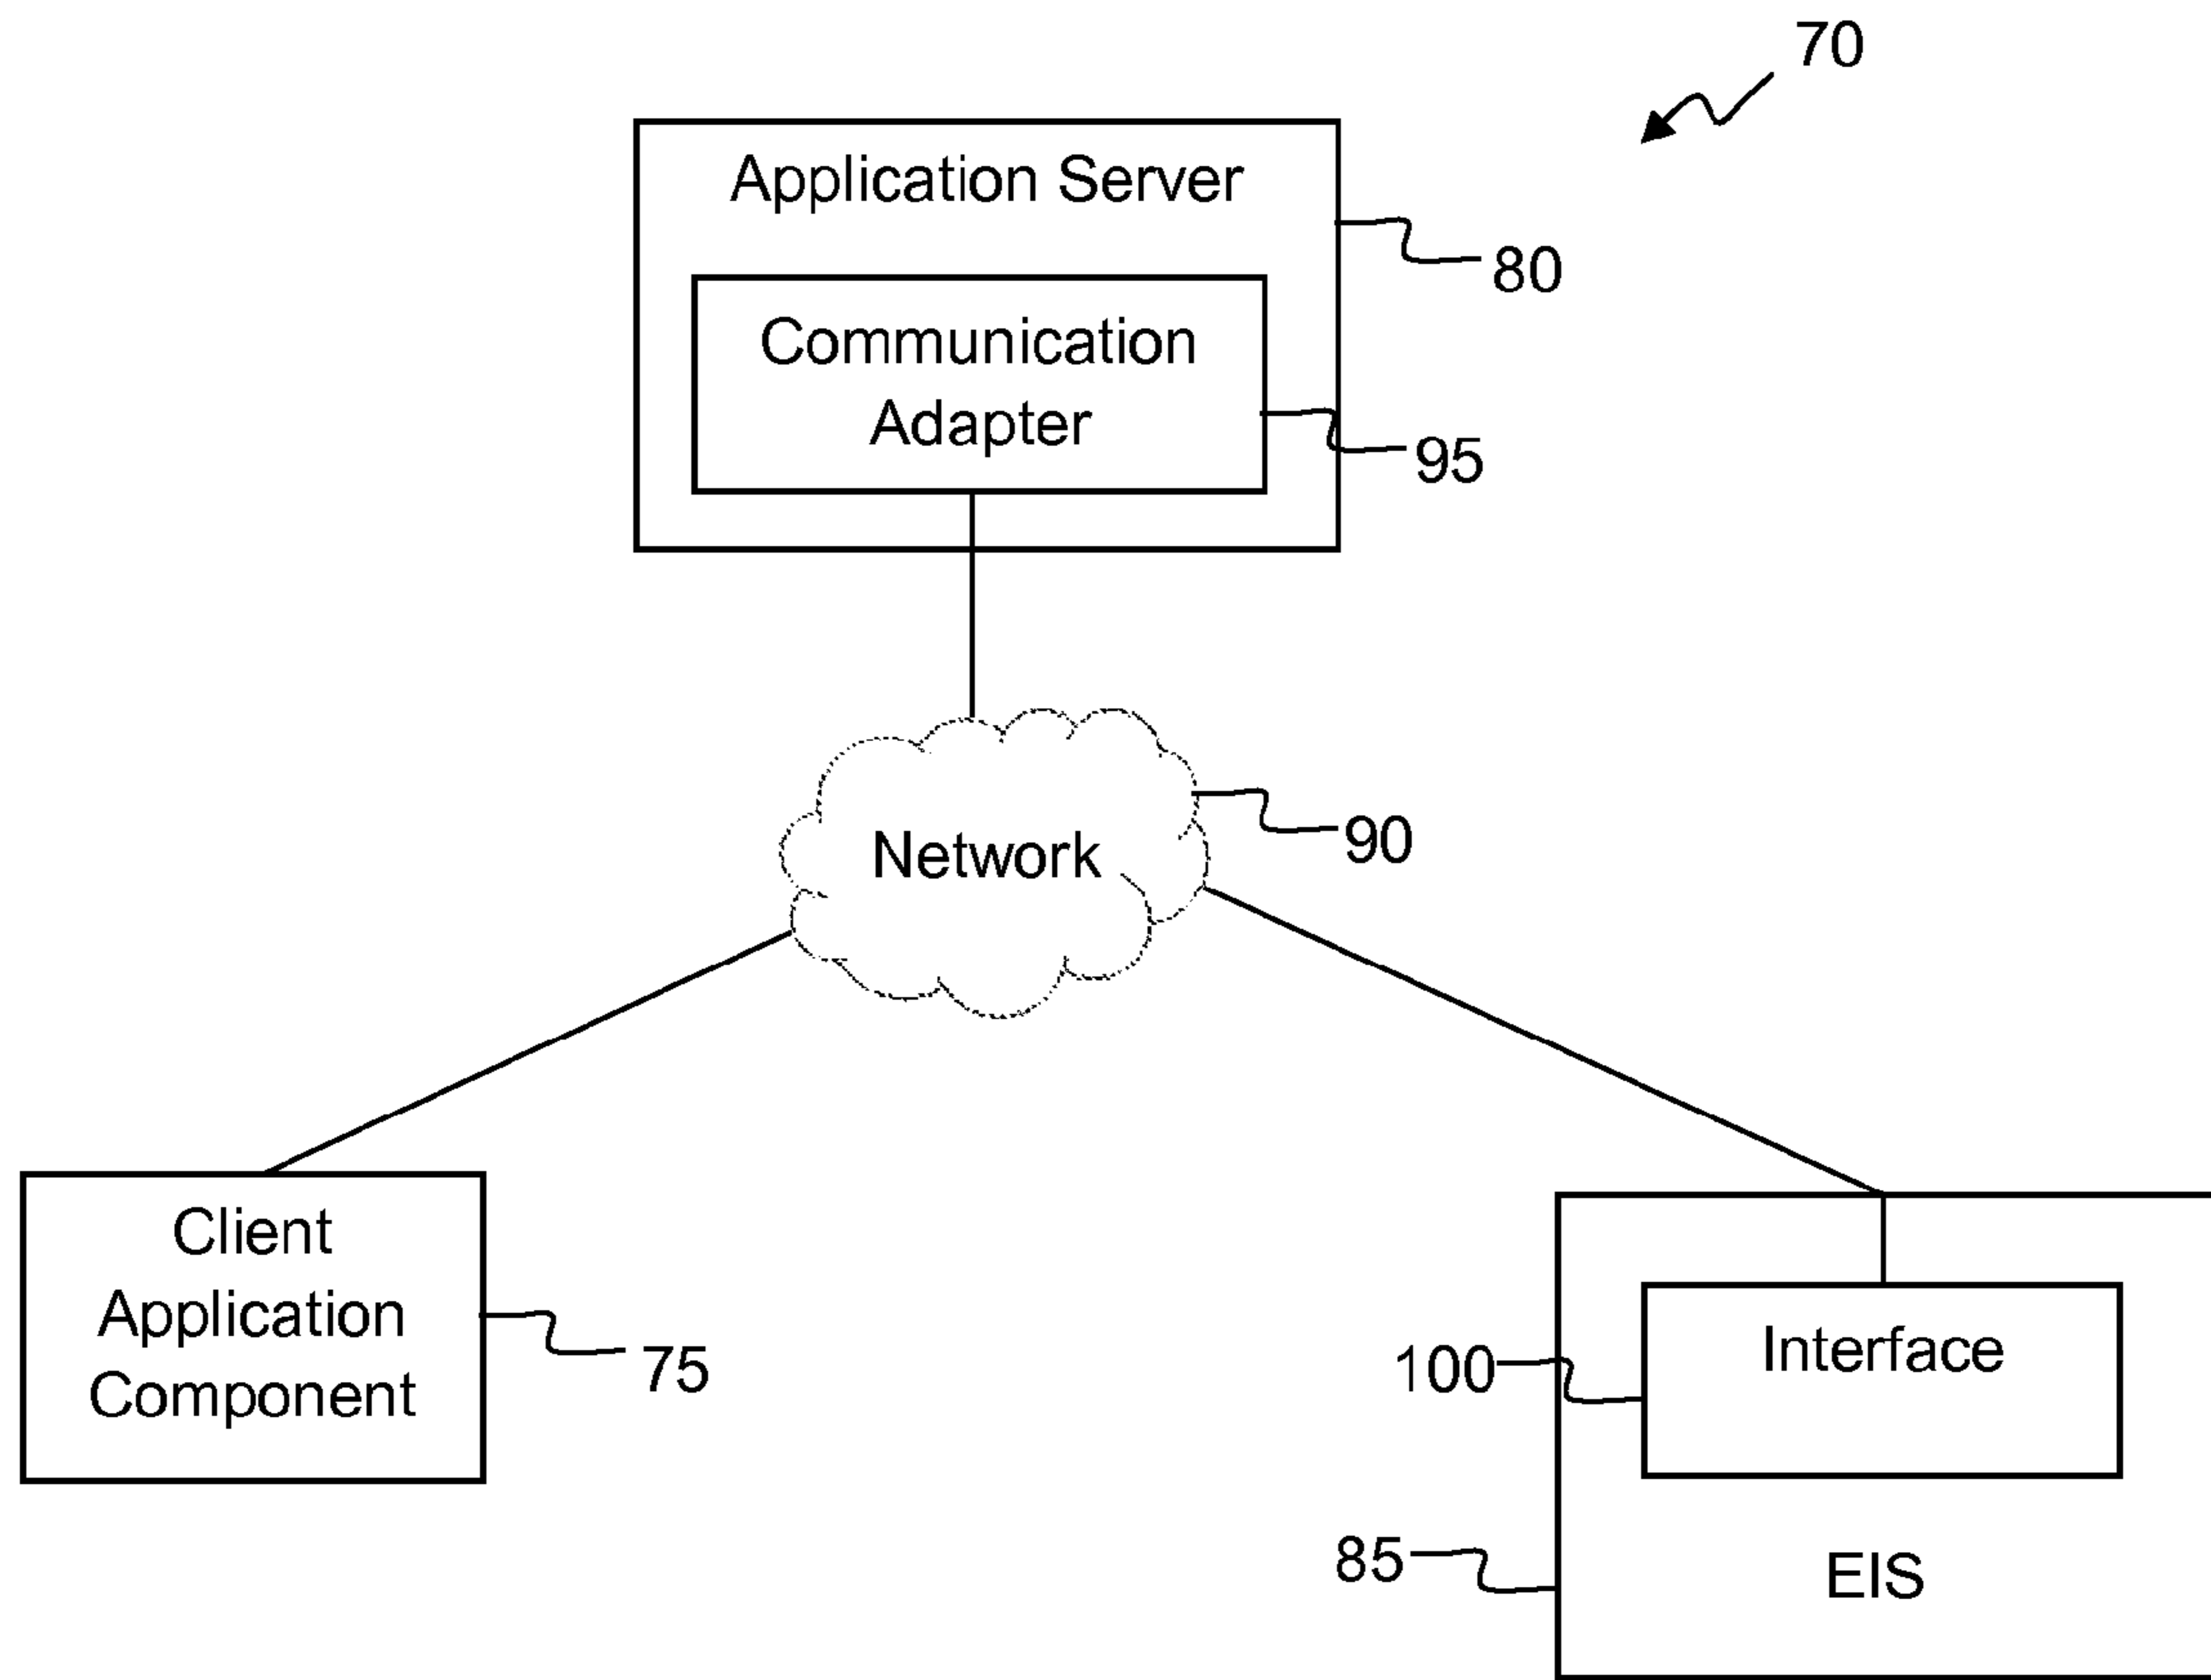 70
Application Server
80
Communication
Adapter
95
Network
90
Client
Application
Component
75
Interface
100
85
EIS